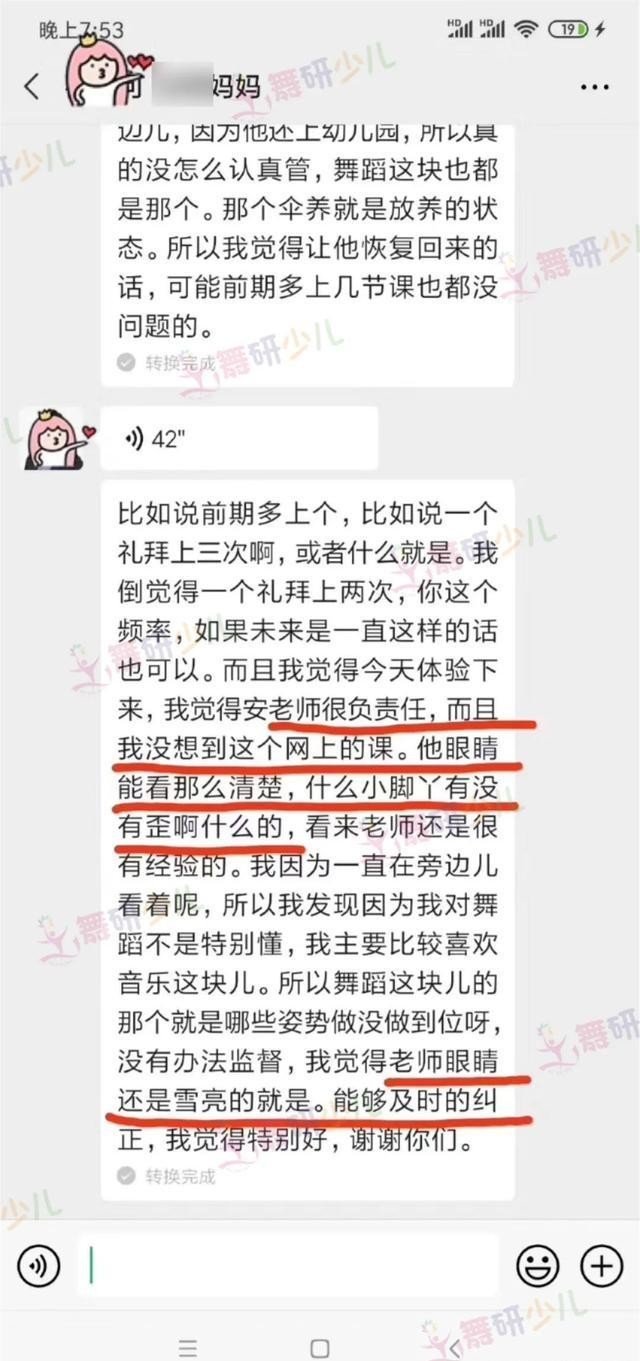 晚上7:53
HD HD 19
可 妈妈
边儿，因为他还上幼儿园，所以真
的没怎么认真管，舞蹈这块也都
是那个。那个伞养就是放养的状
态。所以我觉得让他恢复回来的
话，可能前期多上几节课也都没
问题的。
转换完成
42"
比如说前期多上个，比如说一个
礼拜上三次啊，或者什么就是。我
倒觉得一个礼拜上两次，你这个
频率，如果未来是一直这样的话
也可以。而且我觉得今天体验下
来，我觉得安老师很负责任，而且
我没想到这个网上的课。他眼睛
能看那么清楚，什么小脚丫有没
有歪啊什么的，看来老师还是很
有经验的。我因为一直在旁边儿
看着呢，所以我发现因为我对舞
蹈不是特别懂，我主要比较喜欢
音乐这块儿。所以舞蹈这块儿的
那个就是哪些姿势做没做到位呀，
没有办法监督，我觉得老师眼睛
还是雪亮的就是。能够及时的纠
正，我觉得特别好，谢谢你们。
转换完成
舞研少儿